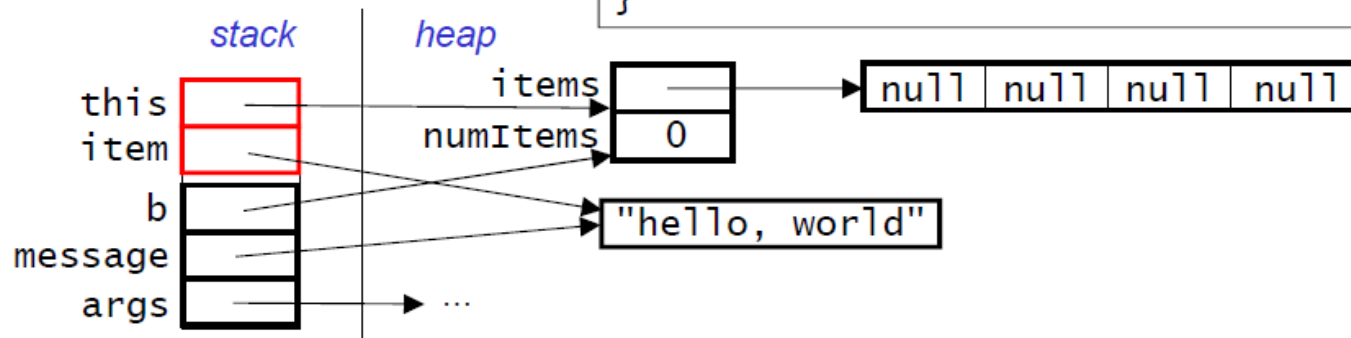 }
stack heap
items null null null null
this
numItems 0
item
b
"hello, world"
message
args ...